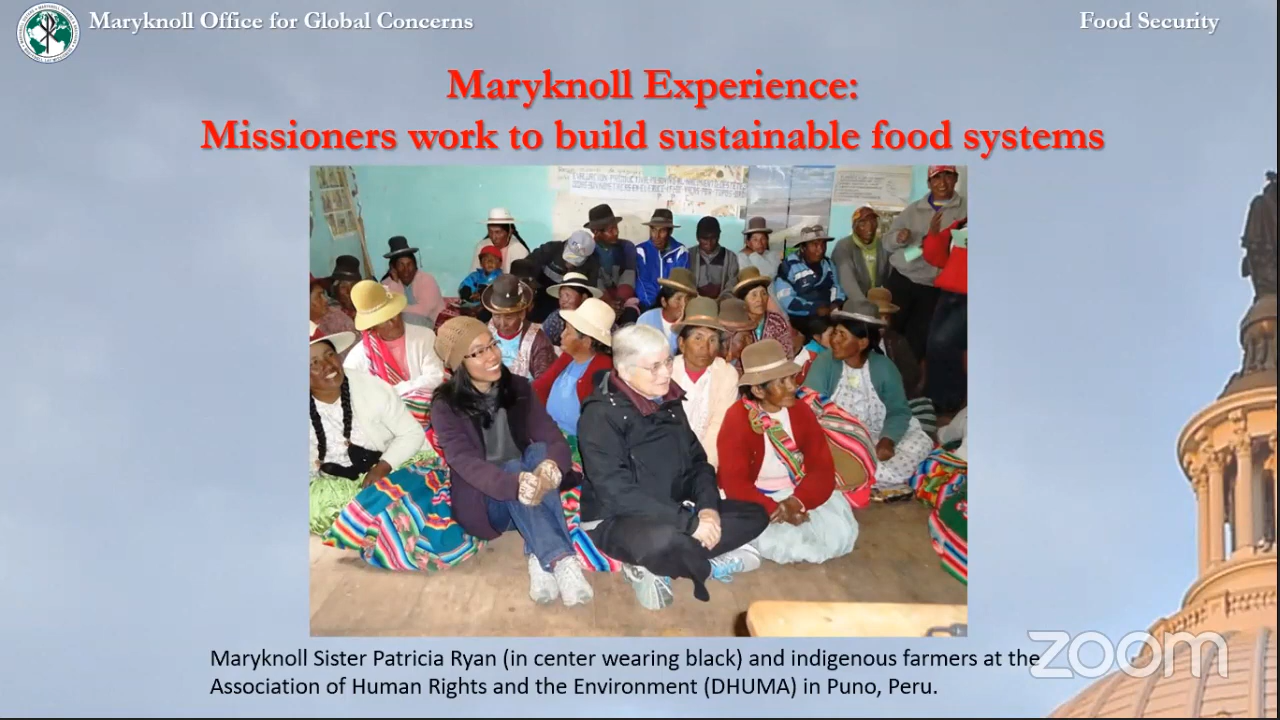 Maryknoll Office for Global Concerns
Food Security
Maryknoll Experience:
Missioners work to build sustainable food systems
Maryknoll Sister Patricia Ryan (in center wearing black) and indigenous farmers at the
Association of Human Rights and the Environment (DHUMA) in Puno, Peru.
zoom